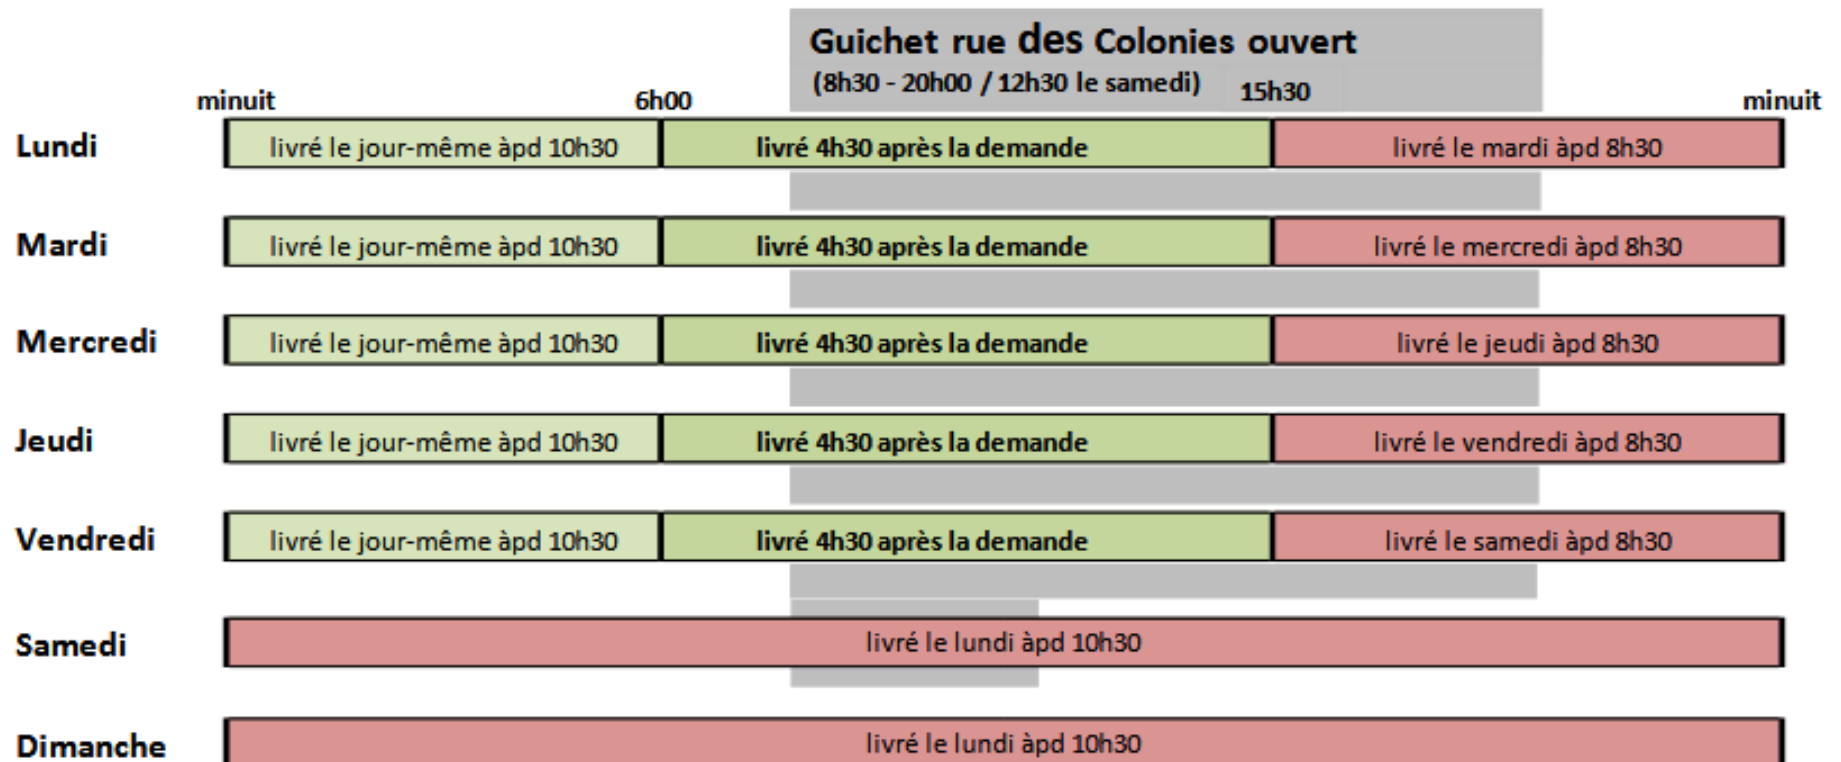 Guichet rue des Colonies ouvert
(8h30 - 20h00 / 12h30 le samedi)
minuit 6h00 15h30 minuit
Lundi livré le jour-même àpd 10h30 livré 4h30 après la demande livré le mardi àpd 8h30
Mardi livré le jour-même àpd 10h30 livré 4h30 après la demande livré le mercredi àpd 8h30
Mercredi livré le jour-même àpd 10h30 livré 4h30 après la demande livré le jeudi àpd 8h30
Jeudi livré le jour-même àpd 10h30 livré 4h30 après la demande livré le vendredi àpd 8h30
Vendredi livré le jour-même àpd 10h30 livré 4h30 après la demande livré le samedi àpd 8h30
Samedi livré le lundi àpd 10h30
Dimanche livré le lundi àpd 10h30